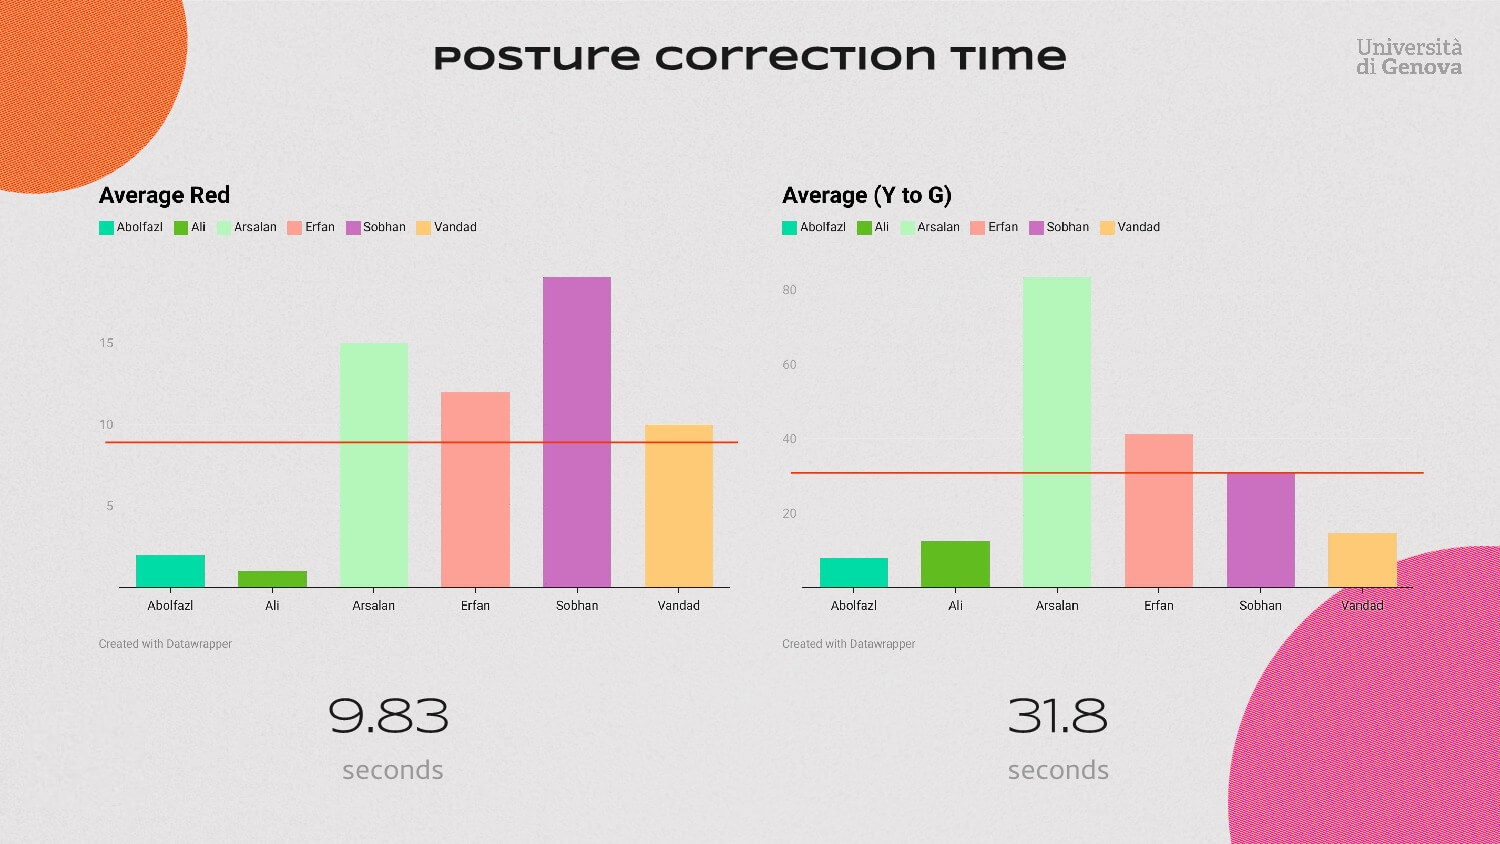 Posture Correction Time
Università
di Genova
Average Red
Abolfazl Ali Arsalan Erfan Sobhan Vandad
15
10
5
Abolfazl Ali Arsalan Erfan Sobhan Vandad
Created with Datawrapper
9.83
seconds
Average (Y to G)
Abolfazl Ali Arsalan Erfan Sobhan Vandad
80
60
40
20
Abolfazl Ali Arsalan Erfan Sobhan Vandad
Created with Datawrapper
31.8
seconds